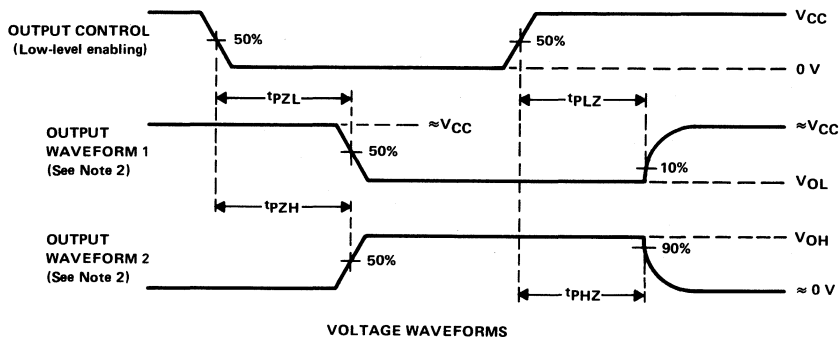 OUTPUT CONTROL
(Low-level enabling)
50%
50%
VCC
0 V
tPZL
tPLZ
OUTPUT
WAVEFORM 1
(See Note 2)
≈VCC
50%
≈VCC
10%
VOL
tPZH
OUTPUT
WAVEFORM 2
(See Note 2)
50%
VOH
90%
≈ 0 V
tPHZ
VOLTAGE WAVEFORMS